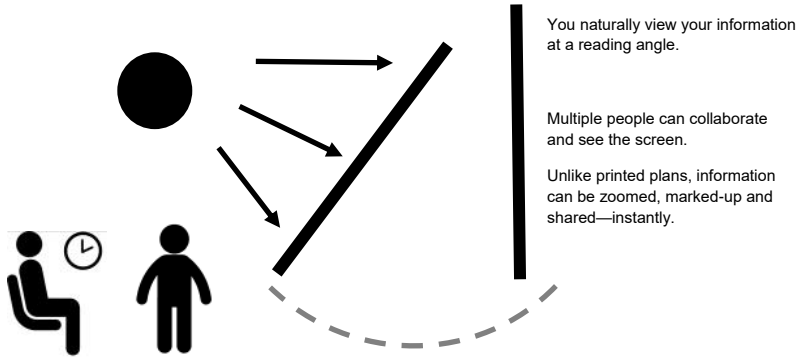 You naturally view your information
at a reading angle.
Multiple people can collaborate
and see the screen.
Unlike printed plans, information
can be zoomed, marked-up and
shared—instantly.